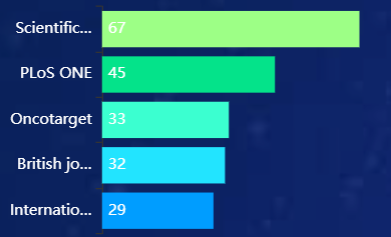 Scientific... 67
PLoS ONE 45
Oncotarget 33
British jo... 32
Internatio... 29